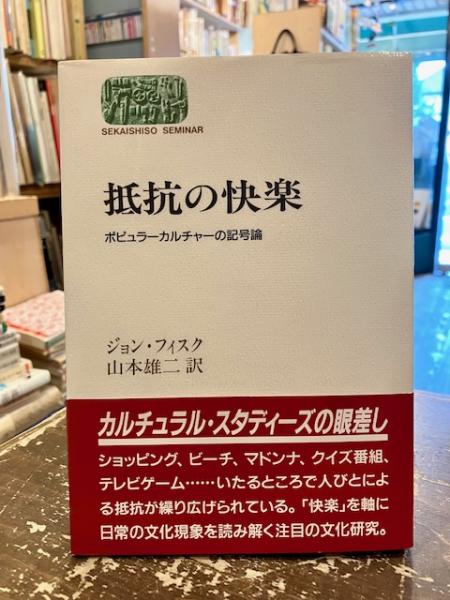 SEKAISHISO SEMINAR
抵抗の快楽
ポピュラーカルチャーの記号論
ジョン・フィスク
山本雄二 訳
カルチュラル・スタディーズの眼差し
ショッピング、ビーチ、マドンナ、クイズ番組、
テレビゲーム……いたるところで人びとによ
る抵抗が繰り広げられている。「快楽」を軸に
日常の文化現象を読み解く注目の文化研究。